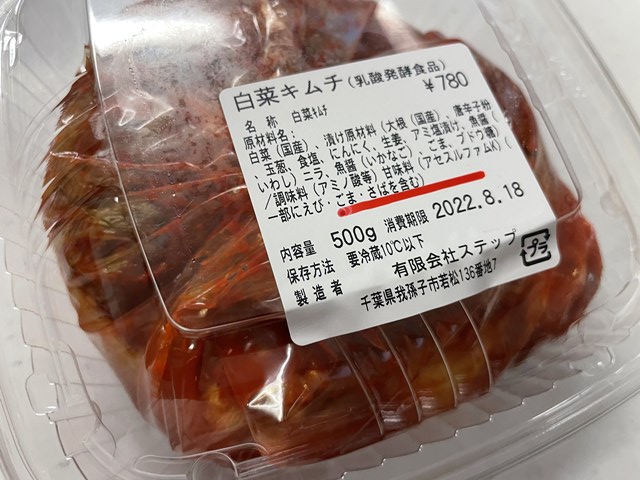 白菜キムチ(乳酸発酵食品)
¥780
名 称 白菜キムチ
原材料名:
白菜(国産)、漬け原材料(大根(国産)、唐辛子粉、
玉葱、食塩、にんにく、生姜、アミ塩漬け、魚醤(
いわし)ニラ、魚醤(いかなご)、ごま、ブドウ糖)
/調味料(アミノ酸等)甘味料(アセスルファムK)(
一部にえび・ごま・さばを含む)
内容量 500g 消費期限 2022.8.18
保存方法 要冷蔵10℃以下
製造者 有限会社ステップ
千葉県我孫子市若松136番地7
プラ